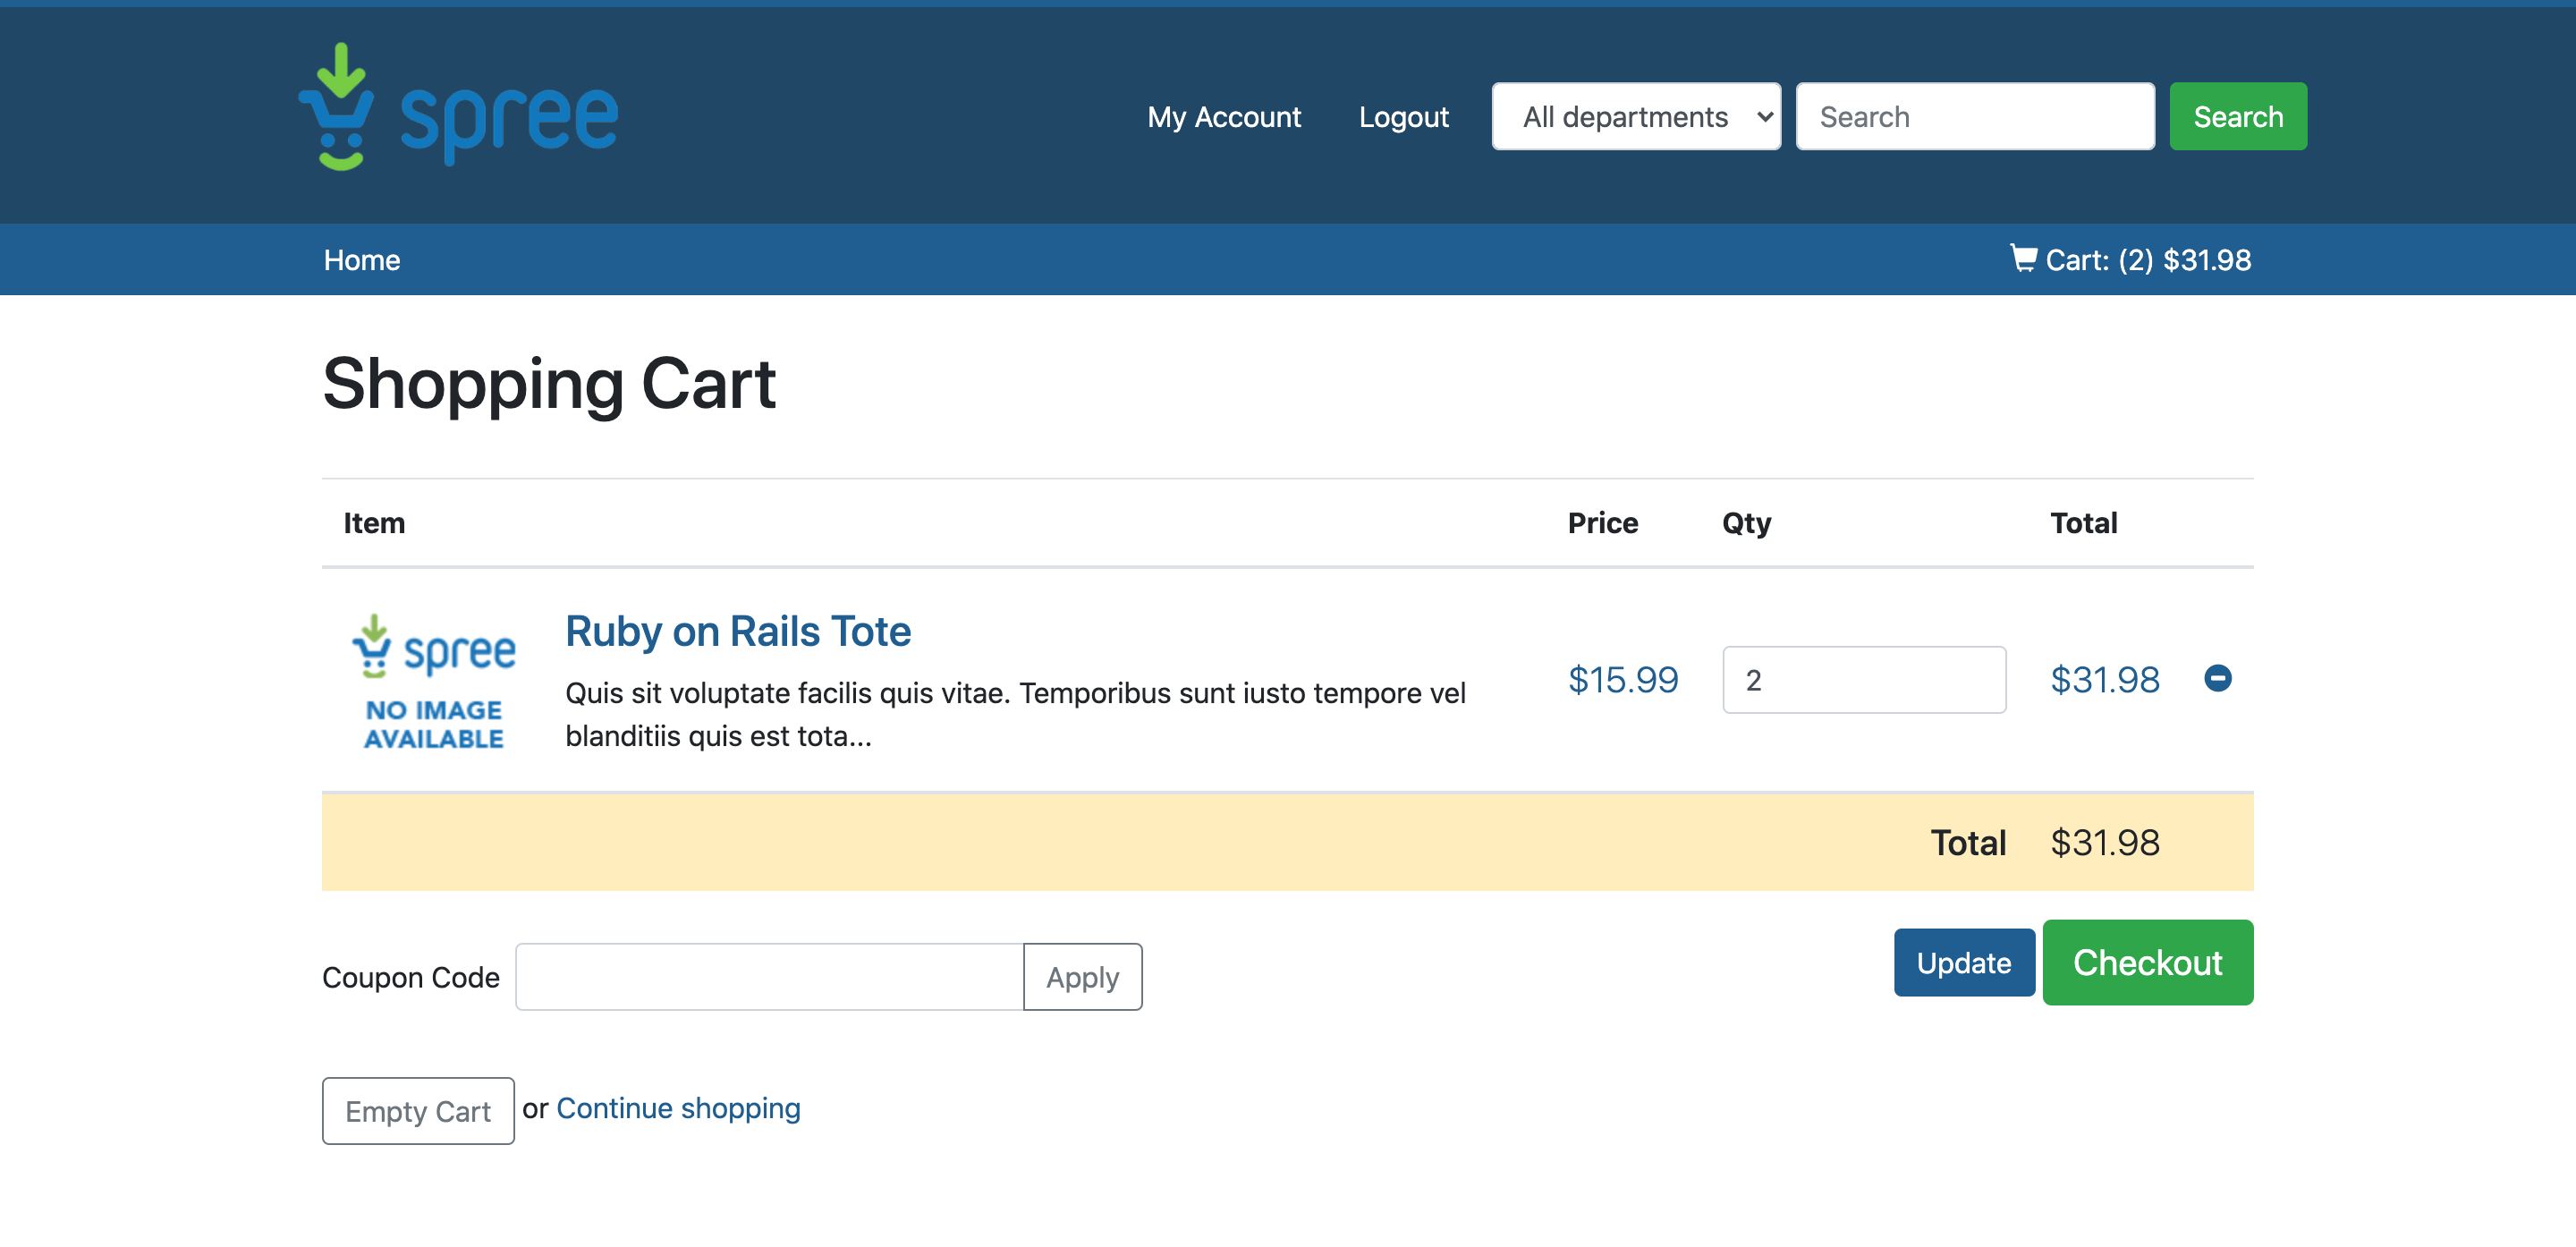 spree
My Account Logout All departments Search Search
Home Cart: (2) $31.98
Shopping Cart
Item Price Qty Total
spree
NO IMAGE
AVAILABLE
Ruby on Rails Tote
Quis sit voluptate facilis quis vitae. Temporibus sunt iusto tempore vel
blanditiis quis est tota...
$15.99 2 $31.98
Total $31.98
Coupon Code Apply
Update Checkout
Empty Cart or Continue shopping